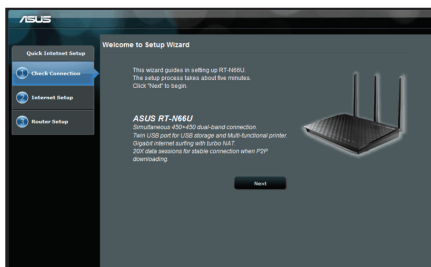 ASUS
Quick Internet Setup
1 Check Connection
2 Internet Setup
3 Router Setup
Welcome to Setup Wizard
This wizard guides in setting up RT-N66U.
The setup process takes about five minutes.
Click "Next" to begin.
ASUS RT-N66U
Simultaneous 450+450 dual-band connection.
Twin USB port for USB storage and Multi-functional printer.
Gigabit internet surfing with turbo NAT.
20X data sessions for stable connection when P2P
downloading.
Next